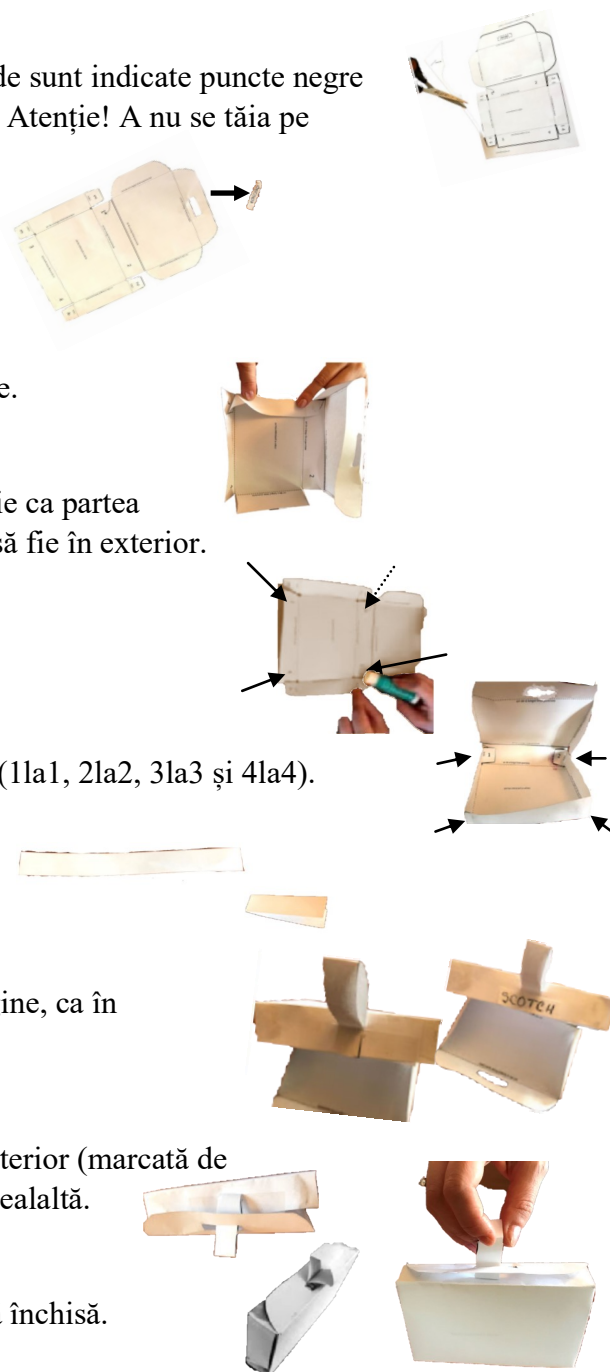 de sunt indicate puncte negre
Atenție! A nu se tăia pe
e.
ie ca partea
să fie în exterior.
(1la1, 2la2, 3la3 și 4la4).
gine, ca în
SCOTCH
terior (marcată de
ealaltă.
închisă.